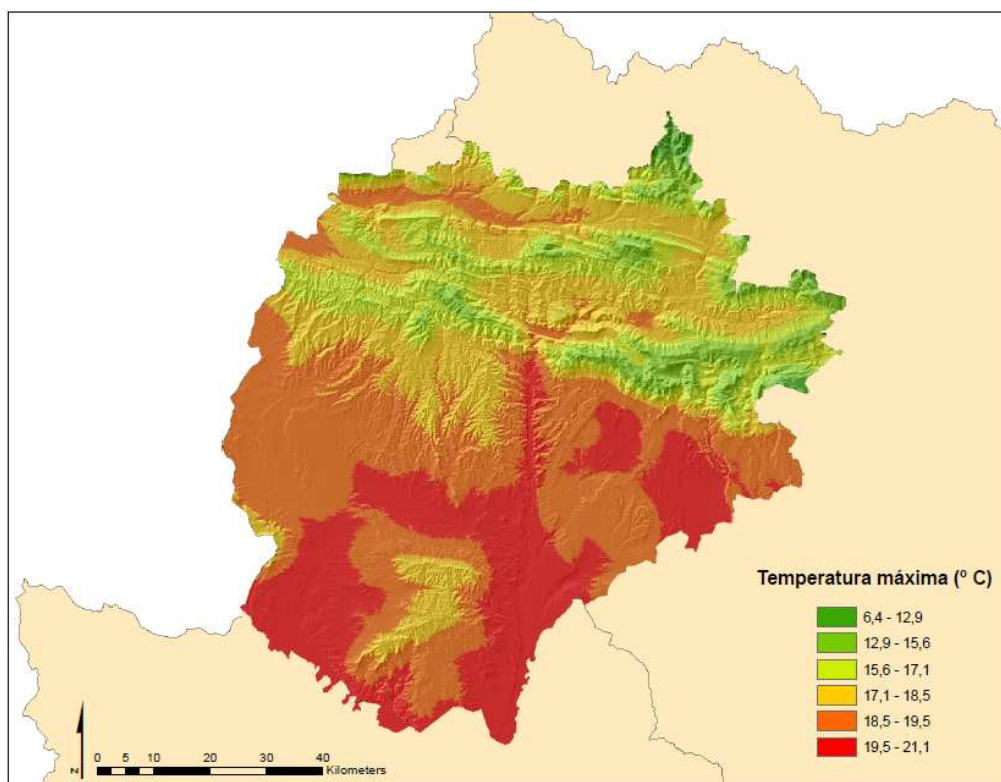 Temperatura máxima (º C)
6,4 - 12,9
12,9 - 15,6
15,6 - 17,1
17,1 - 18,5
18,5 - 19,5
19,5 - 21,1
N
0 5 10 20 30 40
Kilometers